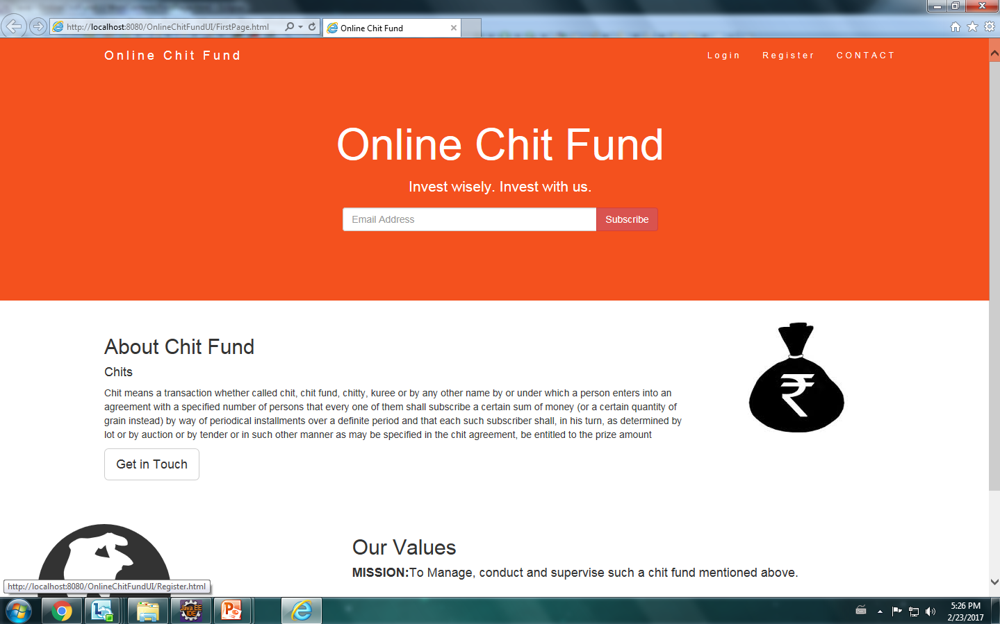 http://localhost:8080/OnlineChitFundUI/FirstPage.html
Online Chit Fund
Online Chit Fund
Login
Register
CONTACT
Online Chit Fund
Invest wisely. Invest with us.
Email Address
Subscribe
About Chit Fund
Chits
Chit means a transaction whether called chit, chit fund, chitty, kuree or by any other name by or under which a person enters into an
agreement with a specified number of persons that every one of them shall subscribe a certain sum of money (or a certain quantity of
grain instead) by way of periodical installments over a definite period and that each such subscriber shall, in his turn, as determined by
lot or by auction or by tender or in such other manner as may be specified in the chit agreement, be entitled to the prize amount
Get in Touch
₹
Our Values
MISSION:To Manage, conduct and supervise such a chit fund mentioned above.
http://localhost:8080/OnlineChitFundUI/Register.html
Java EE
IDE
5:26 PM
2/23/2017